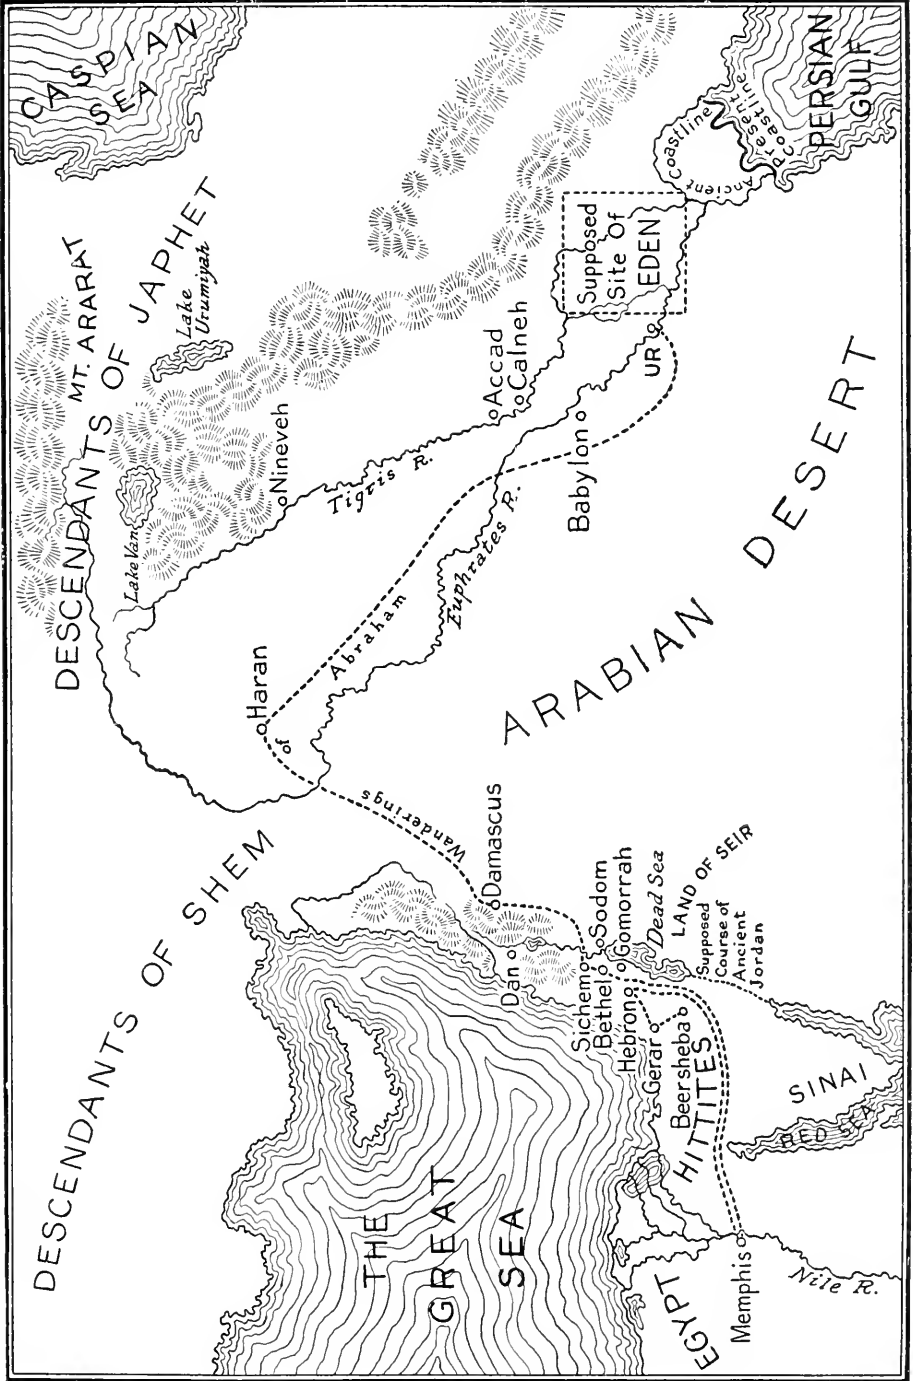 CASPIAN
SEA
MT. ARARAT
DESCENDANTS OF JAPHET
Lake
Urumiyah
Lake Van
Nineveh
Tigris R.
Accad
Calneh
Supposed
Site Of
EDEN
Ancient Coastline
Present
Coastline
PERSIAN
GULF
UR
Babylon
Euphrates R.
Haran
Wanderings of Abraham
ARABIAN DESERT
DESCENDANTS OF SHEM
Damascus
Dan
Sichem
Bethel
Hebron
Gerar
Beersheba
Sodom
Gomorrah
Dead Sea
LAND OF SEIR
Supposed
Course of
Ancient
Jordan
HITTITES
SINAI
RED SEA
THE
GREAT
SEA
EGYPT
Memphis
Nile R.